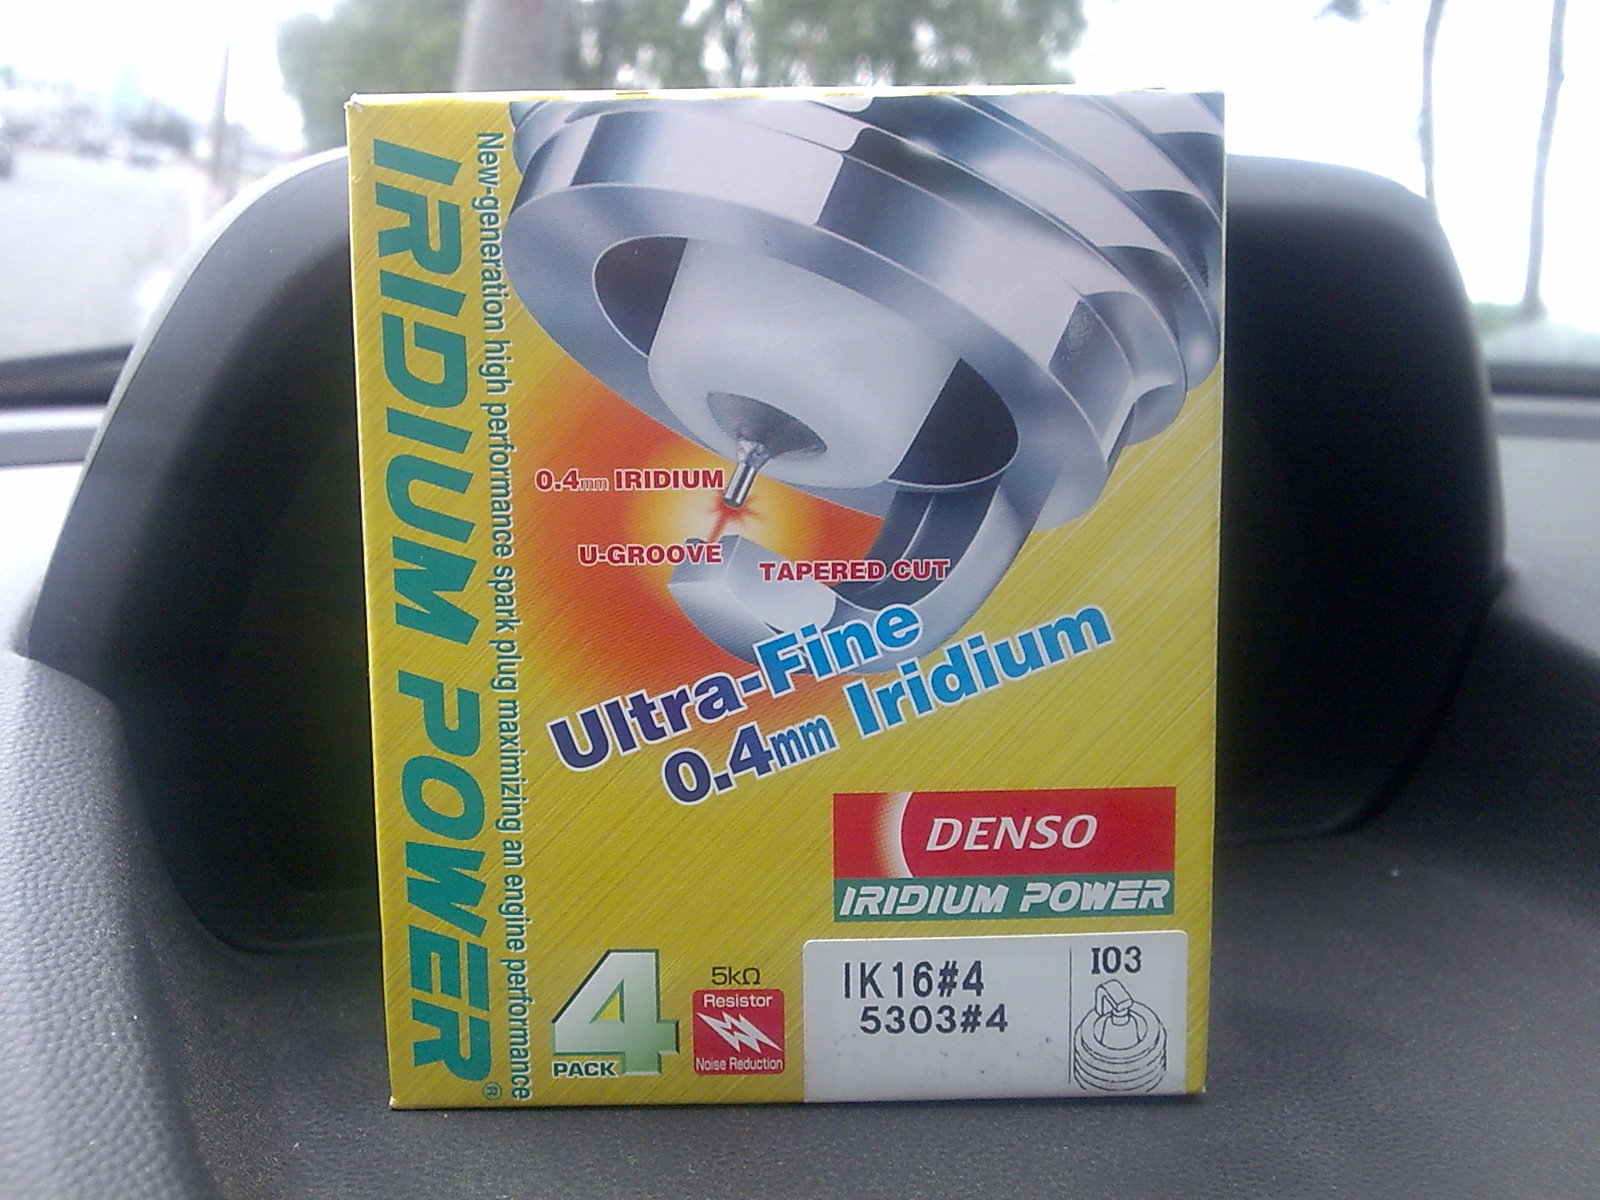 IRIDIUM POWER®
New-generation high performance spark plug maximizing an engine performance
0.4mm IRIDIUM
U-GROOVE
TAPERED CUT
Ultra-Fine
0.4mm Iridium
DENSO
IRIDIUM POWER
4
PACK
5kΩ
Resistor
Noise Reduction
IK16#4
5303#4
I03